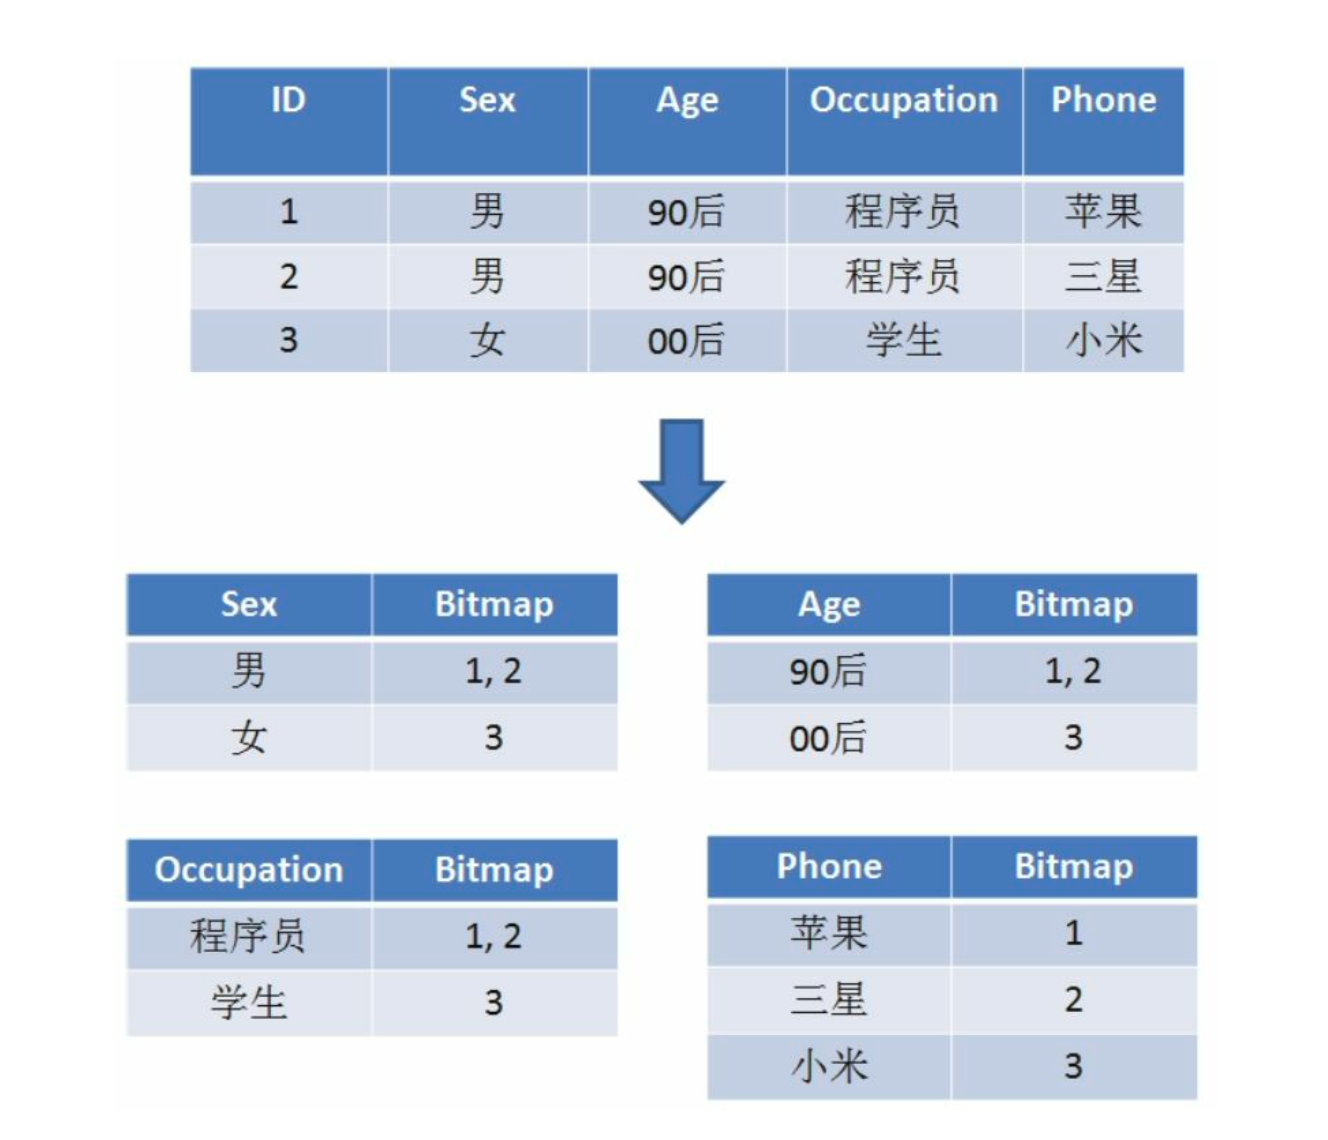 ID Sex Age Occupation Phone
1 男 90后 程序员 苹果
2 男 90后 程序员 三星
3 女 00后 学生 小米
Sex Bitmap
男 1, 2
女 3
Age Bitmap
90后 1, 2
00后 3
Occupation Bitmap
程序员 1, 2
学生 3
Phone Bitmap
苹果 1
三星 2
小米 3